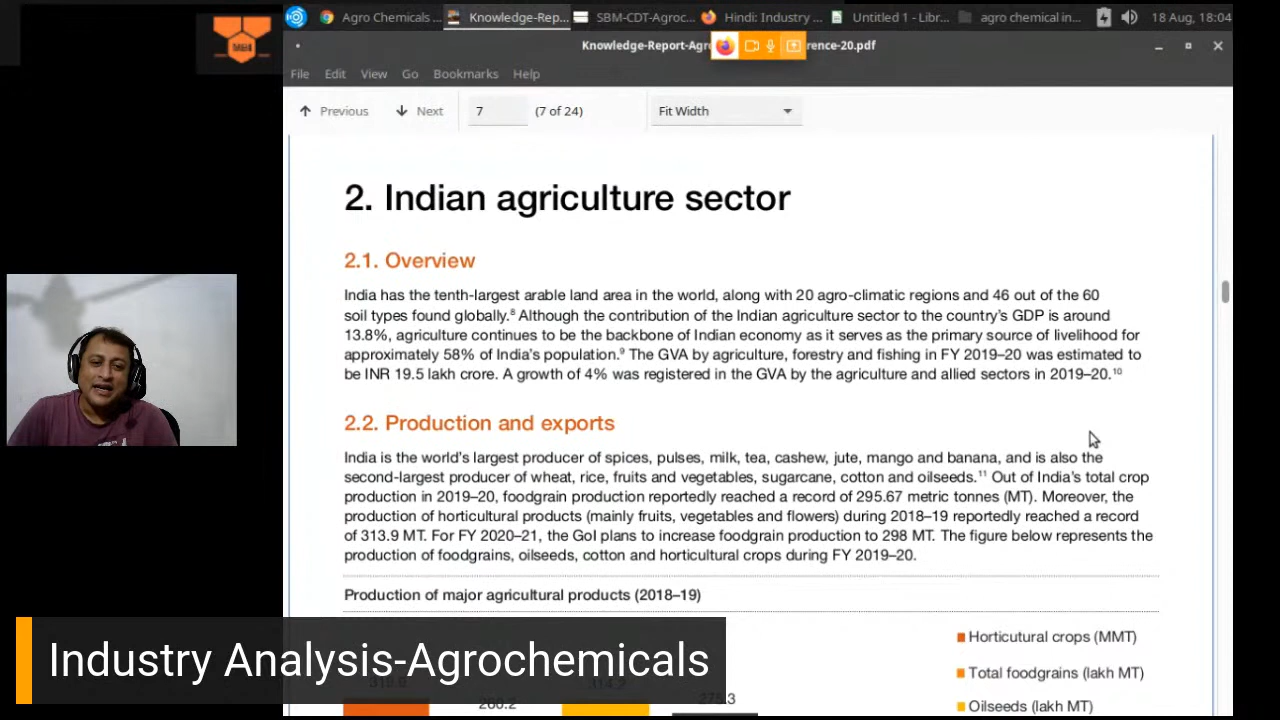 Agro Chemicals ...
Knowledge-Rep...
SBM-CDT-Agroc...
Hindi: Industry ...
Untitled 1 - Libr...
agro chemical in...
18 Aug, 18:04
MBI
Knowledge-Report-Agro
rence-20.pdf
File Edit View Go Bookmarks Help
Previous Next 7 (7 of 24) Fit Width
2. Indian agriculture sector
2.1. Overview
India has the tenth-largest arable land area in the world, along with 20 agro-climatic regions and 46 out of the 60
soil types found globally.⁸ Although the contribution of the Indian agriculture sector to the country's GDP is around
13.8%, agriculture continues to be the backbone of Indian economy as it serves as the primary source of livelihood for
approximately 58% of India's population.⁹ The GVA by agriculture, forestry and fishing in FY 2019–20 was estimated to
be INR 19.5 lakh crore. A growth of 4% was registered in the GVA by the agriculture and allied sectors in 2019–20.¹⁰
2.2. Production and exports
India is the world's largest producer of spices, pulses, milk, tea, cashew, jute, mango and banana, and is also the
second-largest producer of wheat, rice, fruits and vegetables, sugarcane, cotton and oilseeds.¹¹ Out of India's total crop
production in 2019–20, foodgrain production reportedly reached a record of 295.67 metric tonnes (MT). Moreover, the
production of horticultural products (mainly fruits, vegetables and flowers) during 2018–19 reportedly reached a record
of 313.9 MT. For FY 2020–21, the GoI plans to increase foodgrain production to 298 MT. The figure below represents the
production of foodgrains, oilseeds, cotton and horticultural crops during FY 2019–20.
Production of major agricultural products (2018–19)
Horticutural crops (MMT)
Total foodgrains (lakh MT)
Oilseeds (lakh MT)
Industry Analysis-Agrochemicals